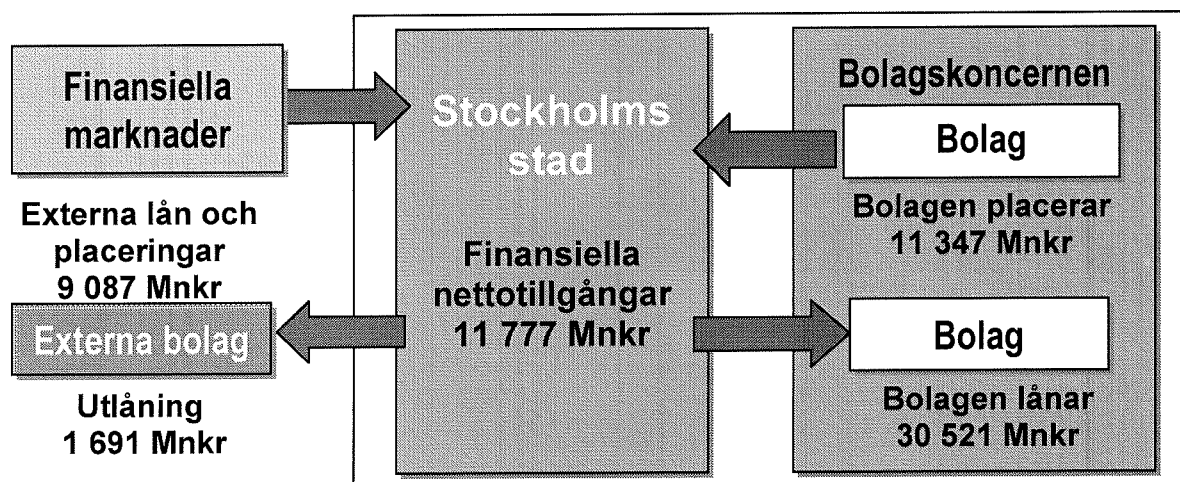 Finansiella
marknader
Externa lån och
placeringar
9 087 Mnkr
Externa bolag
Utlåning
1 691 Mnkr
Stockholms
stad
Finansiella
nettotillgångar
11 777 Mnkr
Bolagskoncernen
Bolag
Bolagen placerar
11 347 Mnkr
Bolag
Bolagen lånar
30 521 Mnkr